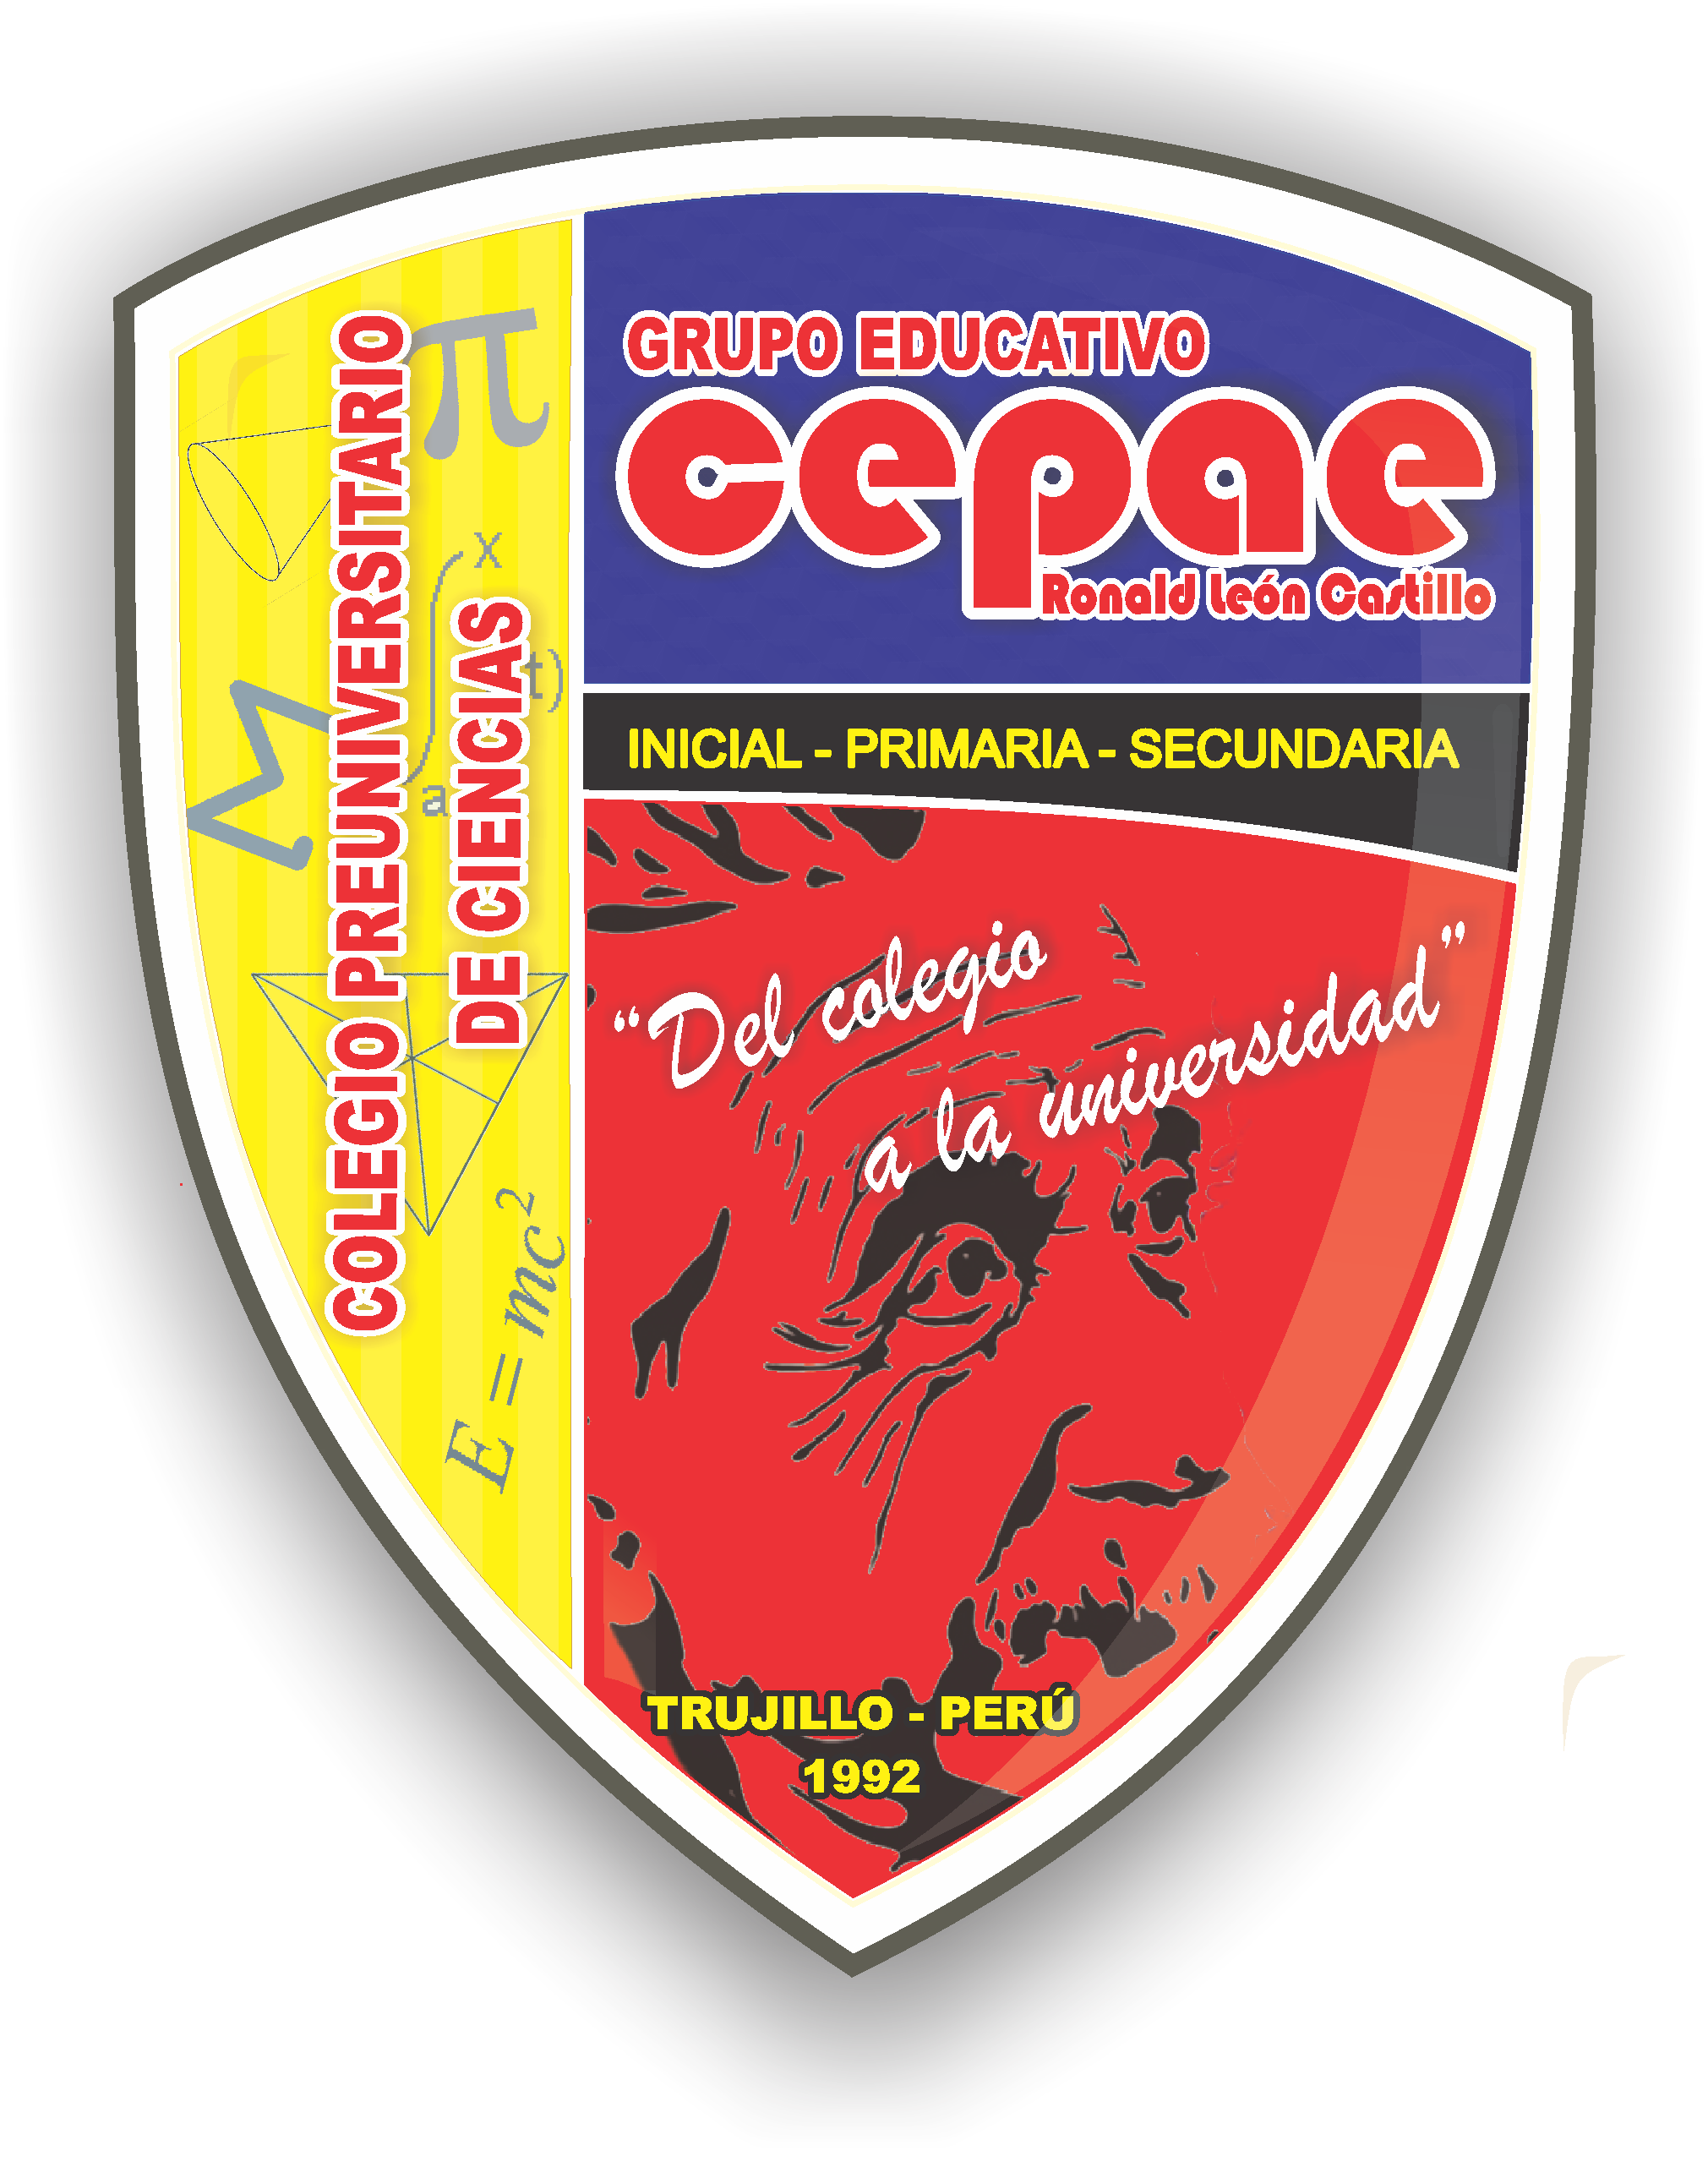 COLEGIO PREUNIVERSITARIO
DE CIENCIAS
π
x
t)
a
Σ
E = mc²
GRUPO EDUCATIVO
cepae
Ronald León Castillo
INICIAL - PRIMARIA - SECUNDARIA
“Del colegio
a la universidad”
TRUJILLO - PERÚ
1992